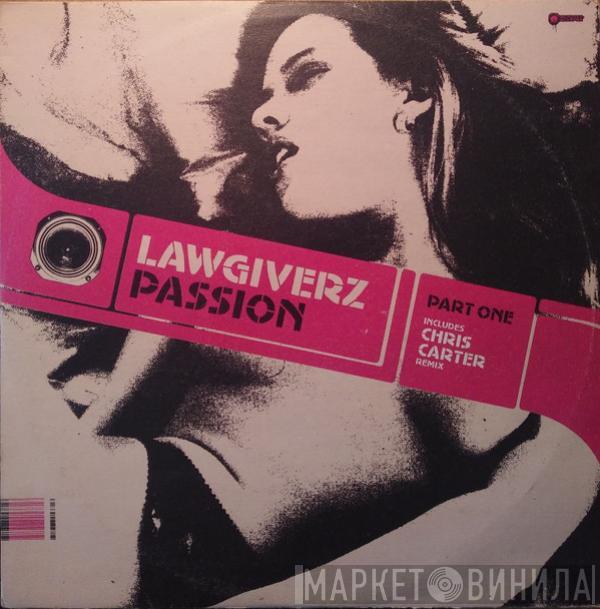 LAWGIVERZ
PASSION
PART ONE
INCLUDES
CHRIS
CARTER
REMIX
МАРКЕТ ВИНИЛА